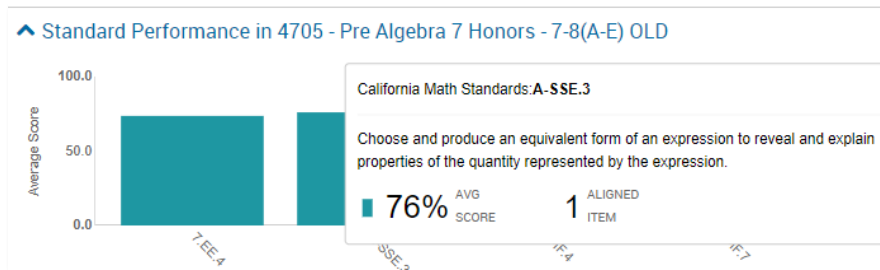 Standard Performance in 4705 - Pre Algebra 7 Honors - 7-8(A-E) OLD
100.0
50.0
0.0
Average Score
California Math Standards:A-SSE.3
Choose and produce an equivalent form of an expression to reveal and explain
properties of the quantity represented by the expression.
76% AVG SCORE 1 ALIGNED ITEM
7.EE.4